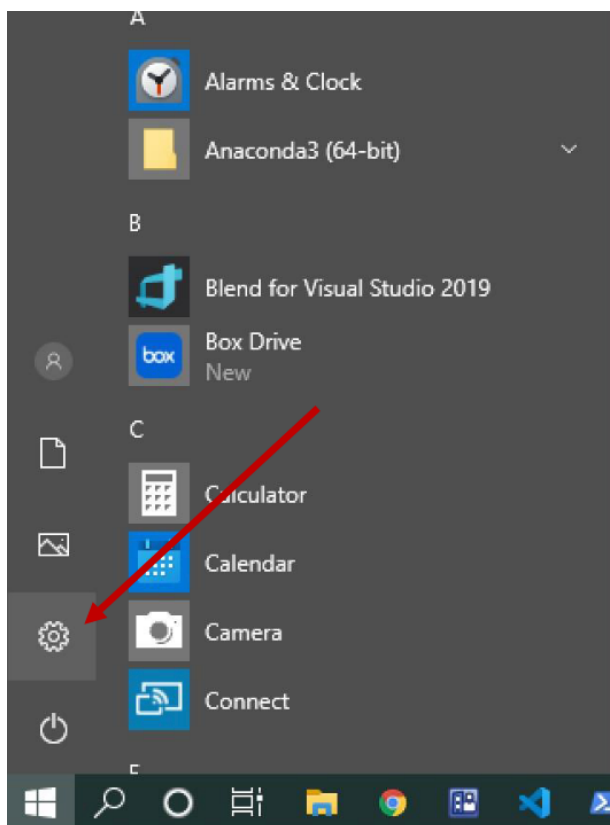 A
Alarms & Clock
Anaconda3 (64-bit)
B
Blend for Visual Studio 2019
box
Box Drive
New
C
Calculator
Calendar
Camera
Connect